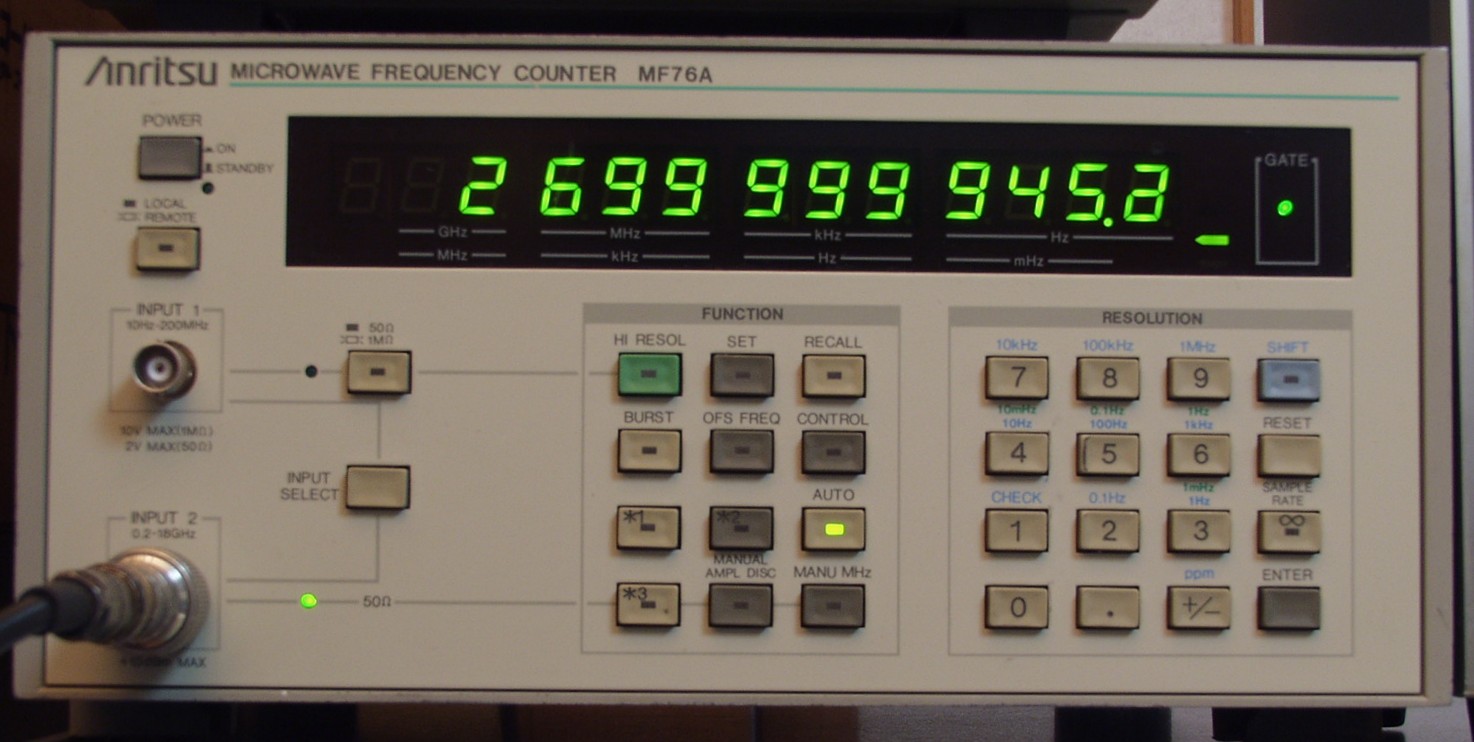 Anritsu MICROWAVE FREQUENCY COUNTER MF76A
POWER
ON
STANDBY
LOCAL
REMOTE
2 699 999 945.
GHz MHz kHz Hz
MHz kHz Hz mHz
GATE
INPUT 1
10Hz-200MHz
10V MAX(1MΩ)
2V MAX(50Ω)
50Ω
1MΩ
INPUT
SELECT
INPUT 2
0.2-18GHz
50Ω
MAX
FUNCTION
HI RESOL SET RECALL
BURST OFS FREQ CONTROL
AUTO
*1 *2
MANUAL
AMPL DISC MANU MHz
*3
RESOLUTION
10kHz 100kHz 1MHz SHIFT
7 8 9
10mHz 0.1Hz 1Hz
10Hz 100Hz 1kHz RESET
4 5 6
1mHz SAMPLE
CHECK 0.1Hz 1Hz RATE
1 2 3 ∞
ppm ENTER
0 . +/−